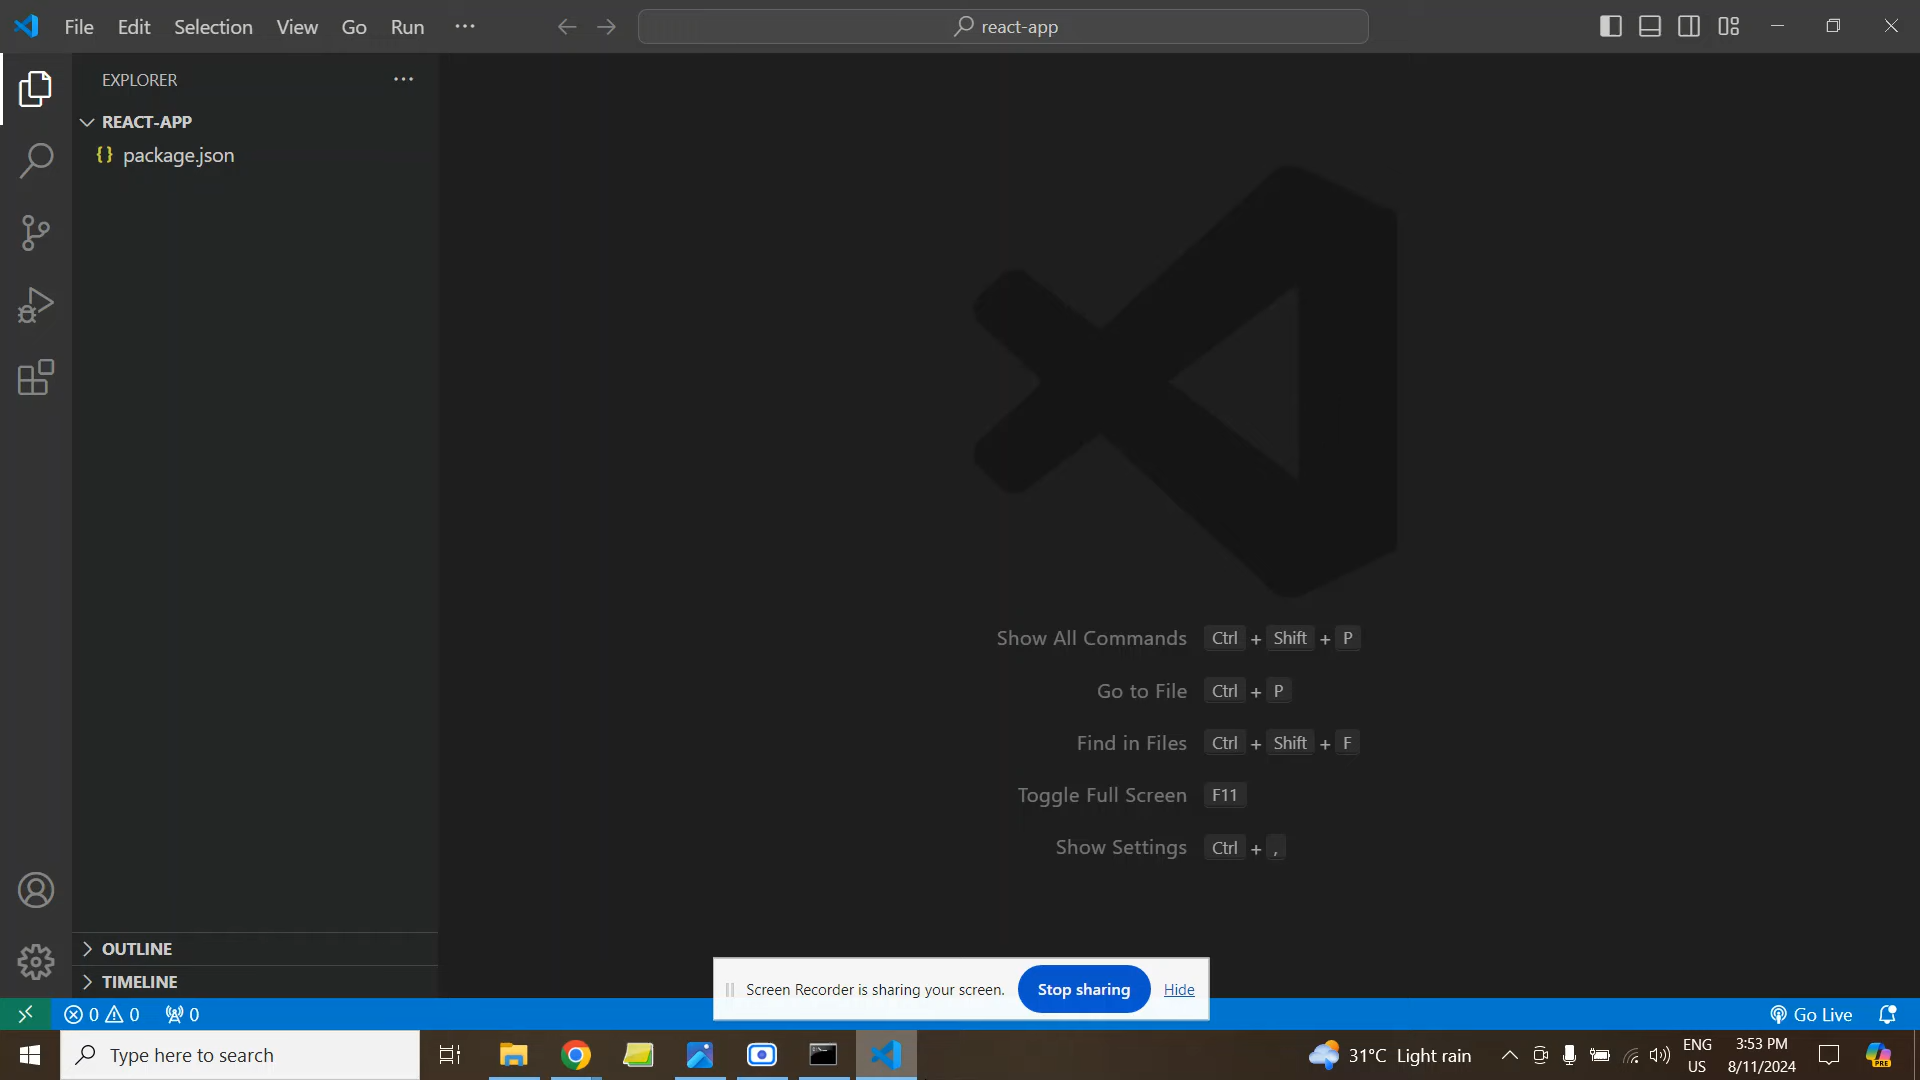 File Edit Selection View Go Run ···
react-app
EXPLORER
REACT-APP
{} package.json
Show All Commands Ctrl + Shift + P
Go to File Ctrl + P
Find in Files Ctrl + Shift + F
Toggle Full Screen F11
Show Settings Ctrl + ,
OUTLINE
TIMELINE
Screen Recorder is sharing your screen. Stop sharing Hide
0 0 0 Go Live
Type here to search
31°C Light rain
ENG
US
3:53 PM
8/11/2024
PRE